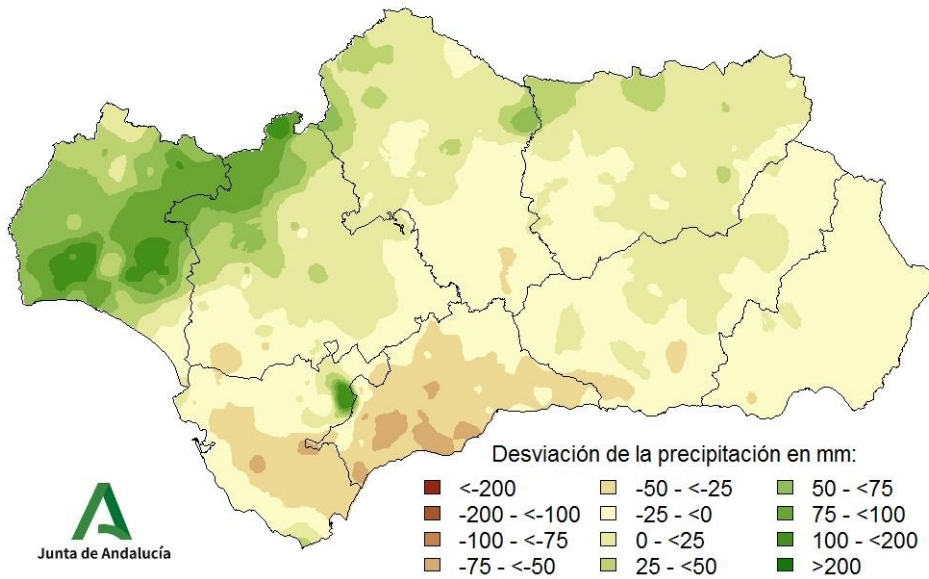 Desviación de la precipitación en mm:
<-200
-200 - <-100
-100 - <-75
-75 - <-50
-50 - <-25
-25 - <0
0 - <25
25 - <50
50 - <75
75 - <100
100 - <200
>200
Junta de Andalucía